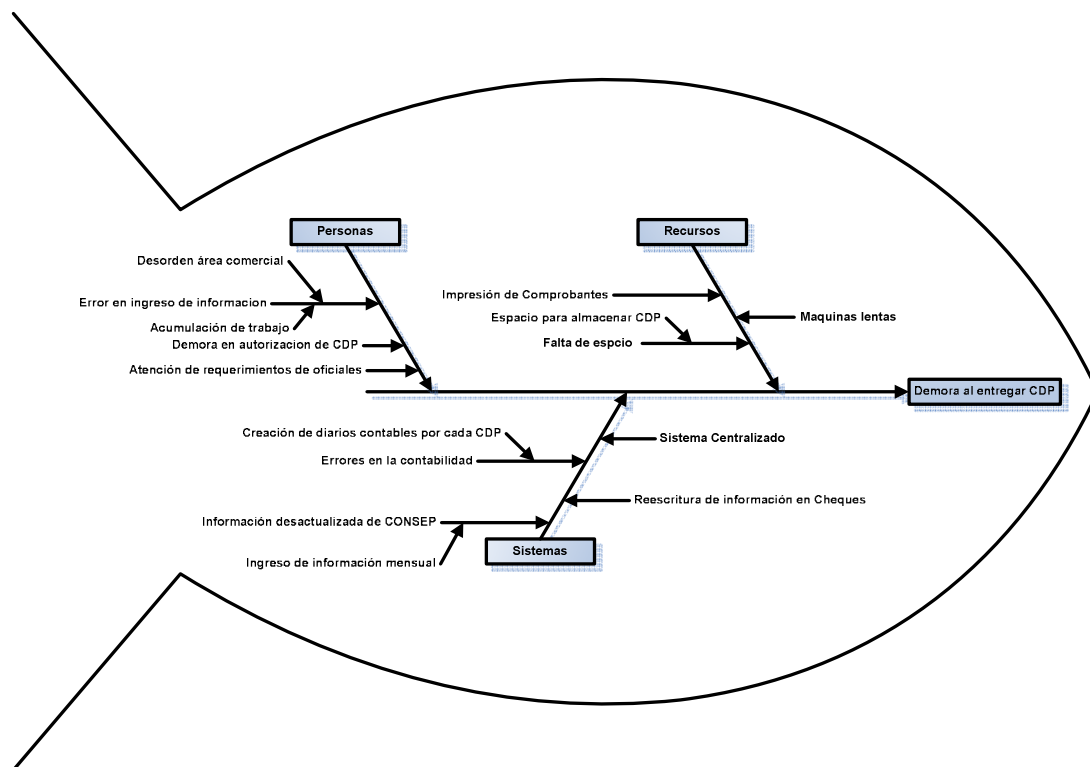 Personas
Recursos
Desorden área comercial
Error en ingreso de informacion
Acumulación de trabajo
Demora en autorizacion de CDP
Atención de requerimientos de oficiales
Impresión de Comprobantes
Espacio para almacenar CDP
Maquinas lentas
Falta de espcio
Demora al entregar CDP
Creación de diarios contables por cada CDP
Sistema Centralizado
Errores en la contabilidad
Reescritura de información en Cheques
Información desactualizada de CONSEP
Sistemas
Ingreso de información mensual